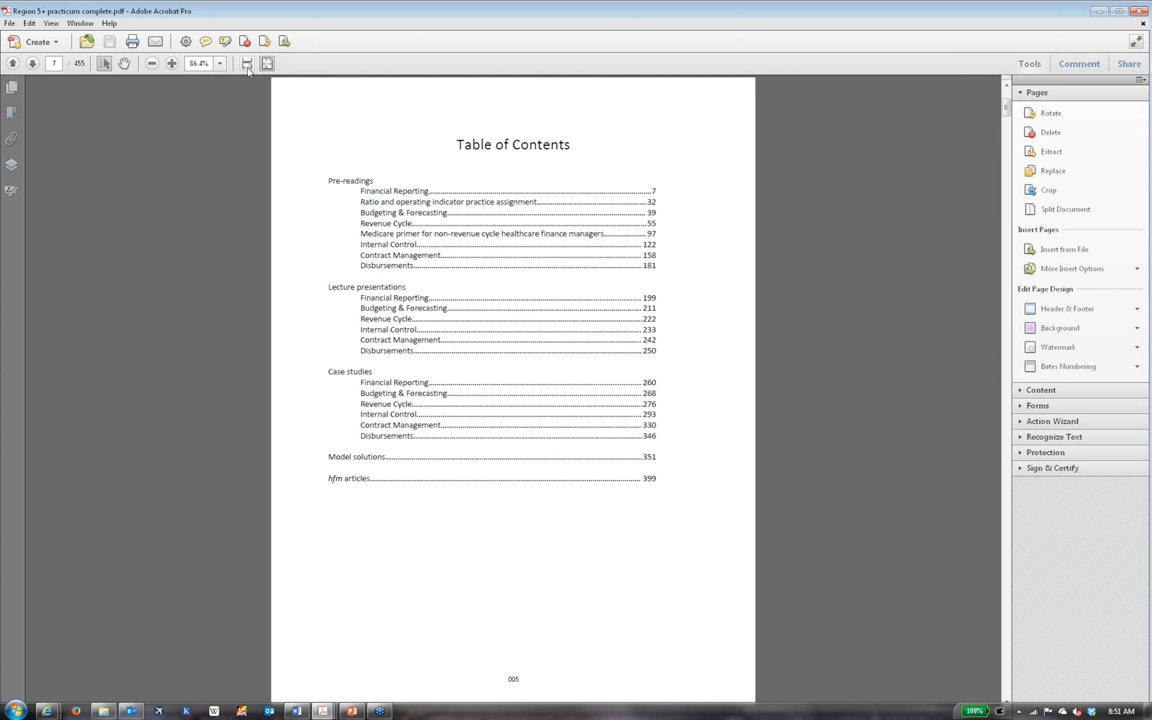 Region 5+ practicum complete.pdf - Adobe Acrobat Pro
File Edit View Window Help
Create
7 / 455 86.4% Tools Comment Share
Table of Contents
Pre-readings
Financial Reporting 7
Ratio and operating indicator practice assignment 32
Budgeting & Forecasting 39
Revenue Cycle 55
Medicare primer for non-revenue cycle healthcare finance managers 97
Internal Control 122
Contract Management 158
Disbursements 181
Lecture presentations
Financial Reporting 199
Budgeting & Forecasting 211
Revenue Cycle 222
Internal Control 233
Contract Management 242
Disbursements 250
Case studies
Financial Reporting 260
Budgeting & Forecasting 268
Revenue Cycle 276
Internal Control 293
Contract Management 330
Disbursements 346
Model solutions 351
hfm articles 399
005
Pages
Rotate
Delete
Extract
Replace
Crop
Split Document
Insert Pages
Insert from File
More Insert Options
Edit Page Design
Header & Footer
Background
Watermark
Bates Numbering
Content
Forms
Action Wizard
Recognize Text
Protection
Sign & Certify
100% 8:51 AM